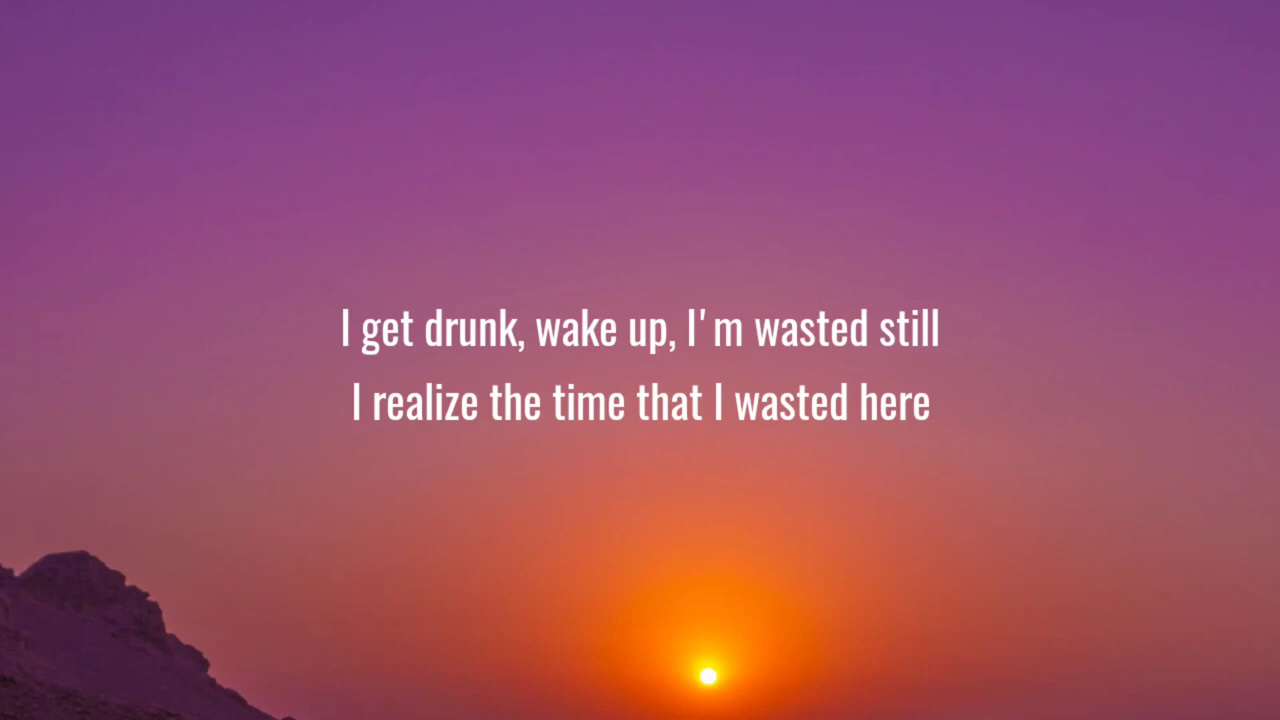 I get drunk, wake up, I'm wasted still
I realize the time that I wasted here